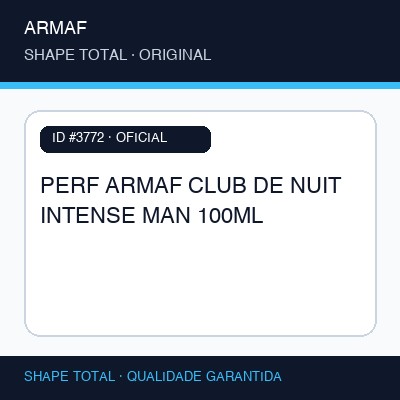 ARMAF
SHAPE TOTAL · ORIGINAL
ID #3772 · OFICIAL
PERF ARMAF CLUB DE NUIT
INTENSE MAN 100ML
SHAPE TOTAL · QUALIDADE GARANTIDA